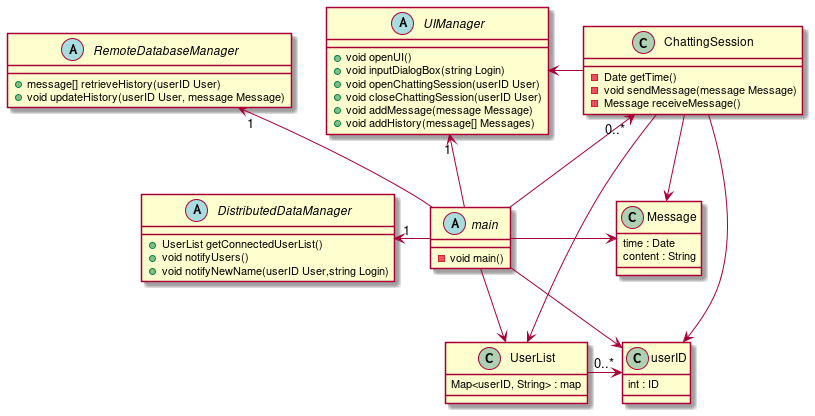 A RemoteDatabaseManager
message[] retrieveHistory(userID User)
void updateHistory(userID User, message Message)
A UIManager
void openUI()
void inputDialogBox(string Login)
void openChattingSession(userID User)
void closeChattingSession(userID User)
void addMessage(message Message)
void addHistory(message[] Messages)
C ChattingSession
Date getTime()
void sendMessage(message Message)
Message receiveMessage()
1
1
0..*
A DistributedDataManager
UserList getConnectedUserList()
void notifyUsers()
void notifyNewName(userID User,string Login)
1
A main
void main()
C Message
time : Date
content : String
C UserList
Map<userID, String> : map
0..*
C userID
int : ID